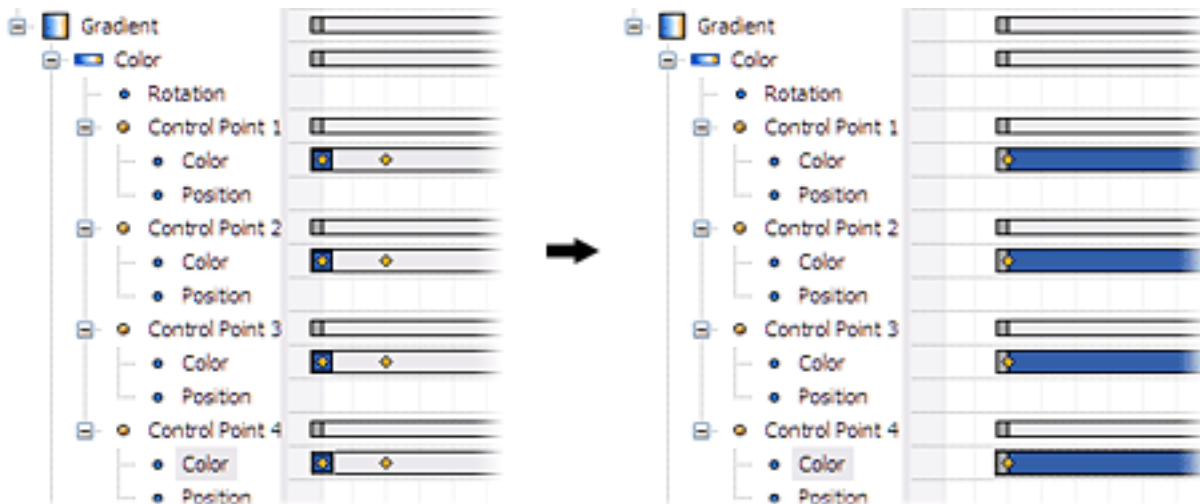 Gradient
Color
Rotation
Control Point 1
Color
Position
Control Point 2
Color
Position
Control Point 3
Color
Position
Control Point 4
Color
Position
Gradient
Color
Rotation
Control Point 1
Color
Position
Control Point 2
Color
Position
Control Point 3
Color
Position
Control Point 4
Color
Position